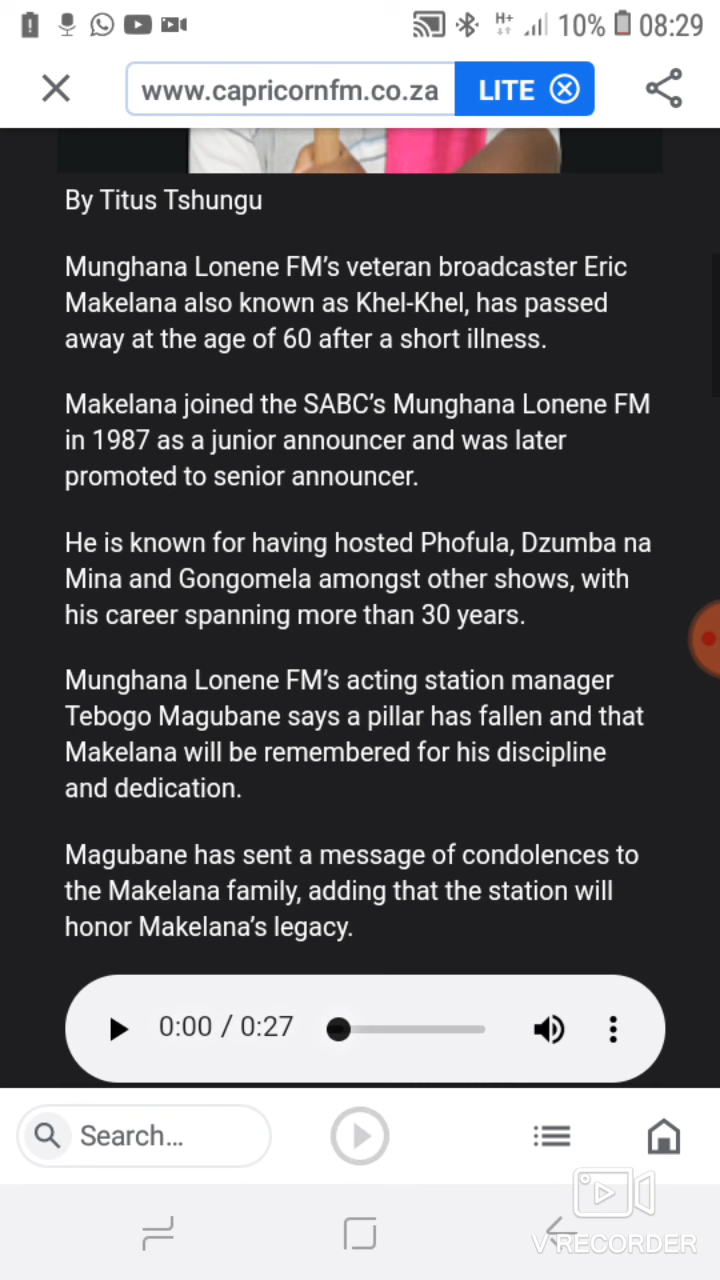 H+ 10% 08:29
www.capricornfm.co.za LITE
By Titus Tshungu
Munghana Lonene FM’s veteran broadcaster Eric
Makelana also known as Khel-Khel, has passed
away at the age of 60 after a short illness.
Makelana joined the SABC’s Munghana Lonene FM
in 1987 as a junior announcer and was later
promoted to senior announcer.
He is known for having hosted Phofula, Dzumba na
Mina and Gongomela amongst other shows, with
his career spanning more than 30 years.
Munghana Lonene FM’s acting station manager
Tebogo Magubane says a pillar has fallen and that
Makelana will be remembered for his discipline
and dedication.
Magubane has sent a message of condolences to
the Makelana family, adding that the station will
honor Makelana’s legacy.
0:00 / 0:27
Search...
V RECORDER